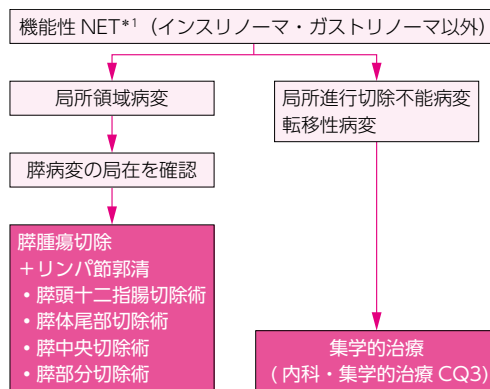 機能性 NET*1（インスリノーマ・ガストリノーマ以外）
局所領域病変
局所進行切除不能病変
転移性病変
膵病変の局在を確認
膵腫瘍切除
＋リンパ節郭清
・膵頭十二指腸切除術
・膵体尾部切除術
・膵中央切除術
・膵部分切除術
集学的治療
(内科・集学的治療 CQ3)